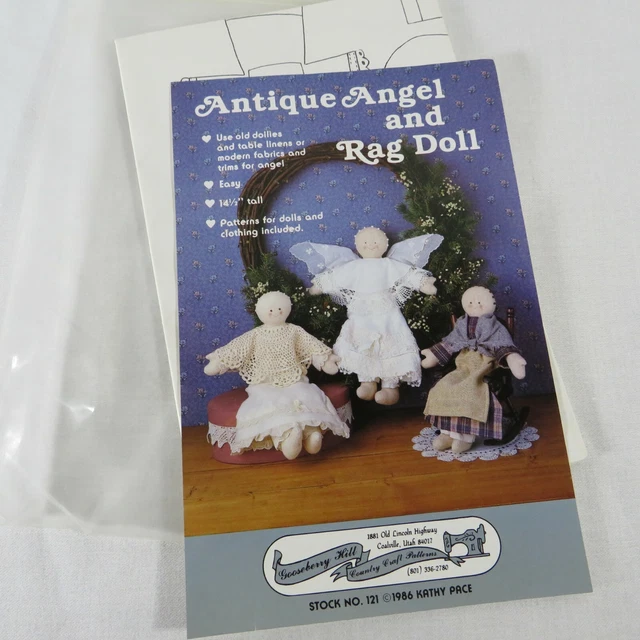 Antique Angel
and
Rag Doll
Use old doilies
and table linens or
modern fabrics and
trims for angel
Easy
14½" tall
Patterns for dolls and
clothing included.
1881 Old Lincoln Highway
Coalville, Utah 84017
Gooseberry Hill
Country Craft Patterns
(801) 336-2780
STOCK NO. 121 ©1986 KATHY PACE